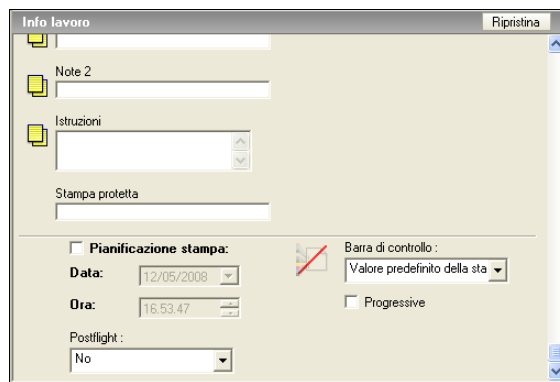 Info lavoro
Ripristina
Note 2
Istruzioni
Stampa protetta
Pianificazione stampa:
Data:
12/05/2008
Ora:
16.53.47
Postflight :
No
Barra di controllo :
Valore predefinito della sta
Progressive